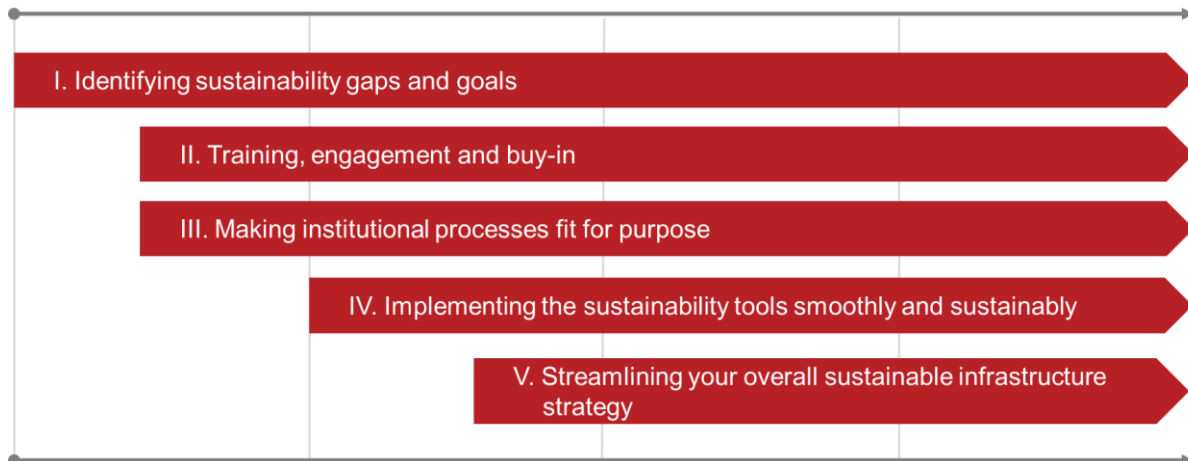 I. Identifying sustainability gaps and goals
II. Training, engagement and buy-in
III. Making institutional processes fit for purpose
IV. Implementing the sustainability tools smoothly and sustainably
V. Streamlining your overall sustainable infrastructure
strategy